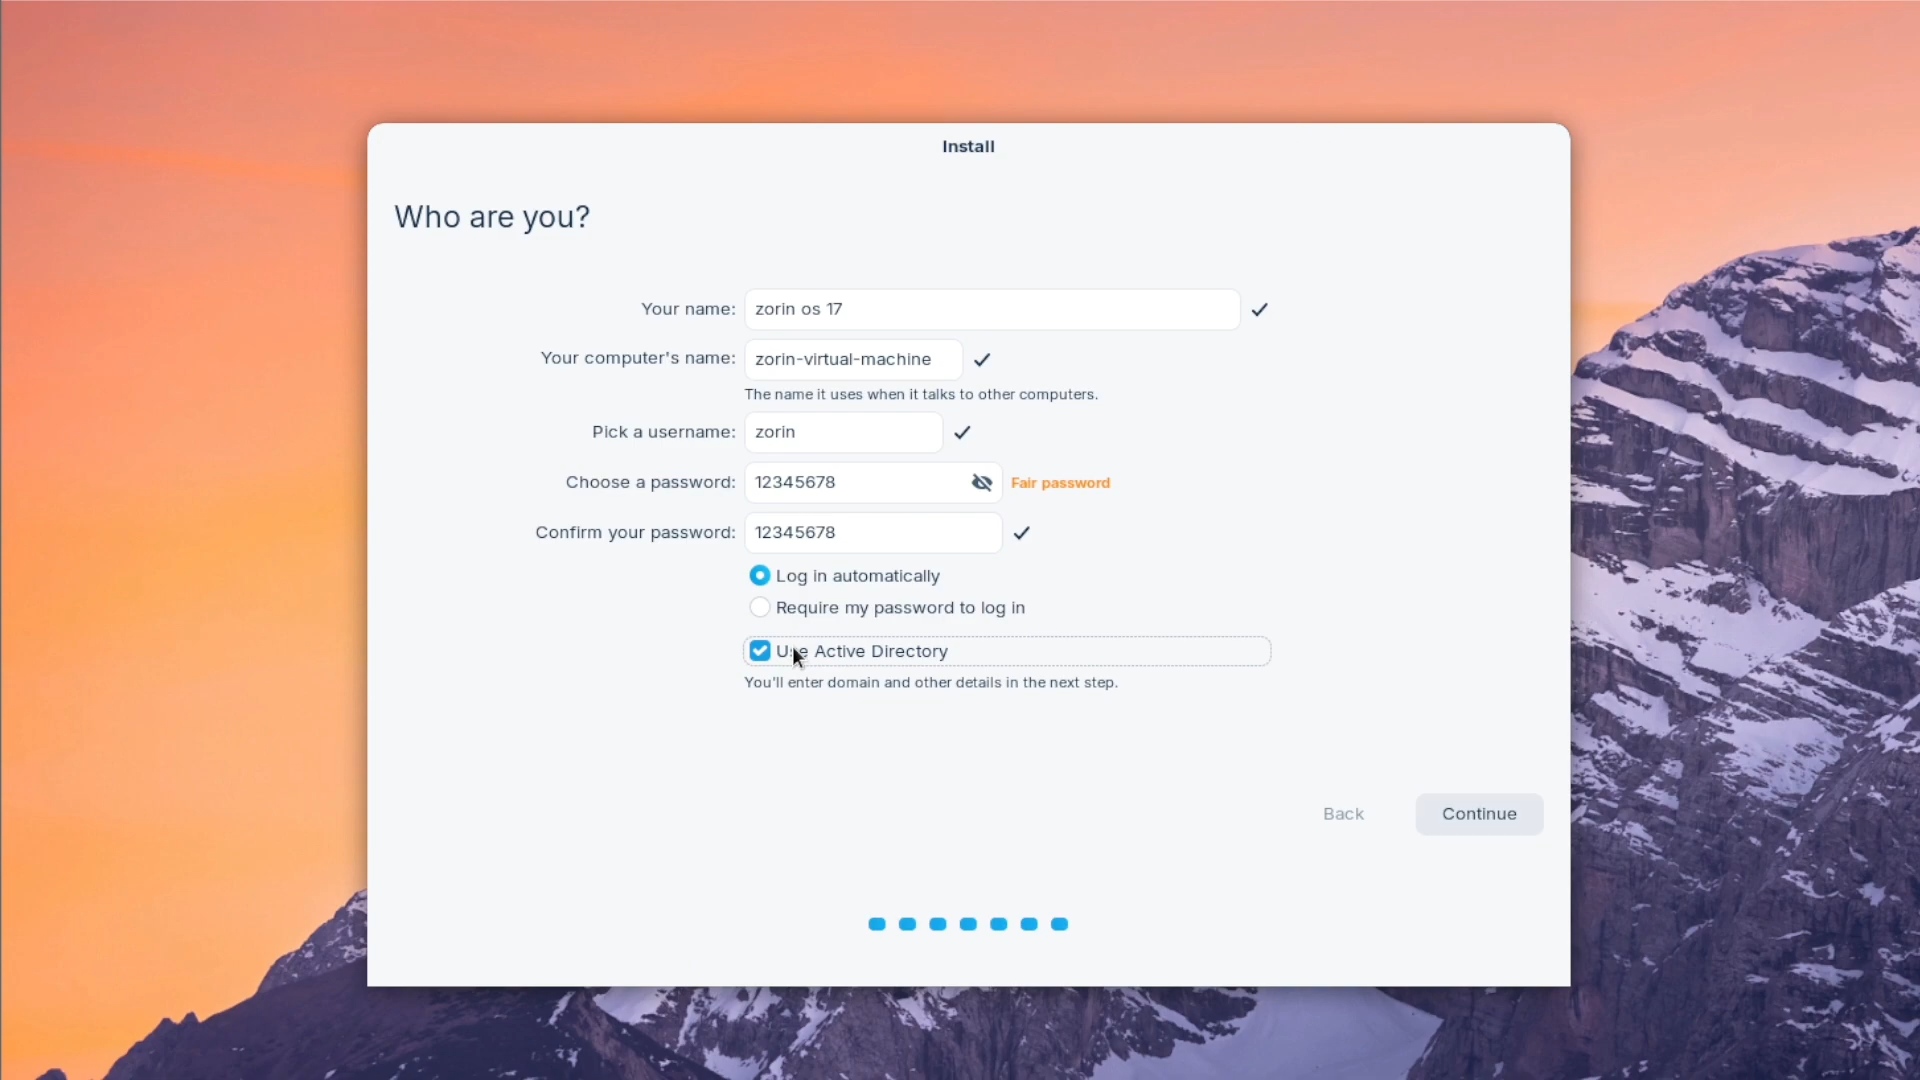 Install
Who are you?
Your name: zorin os 17
Your computer's name: zorin-virtual-machine
The name it uses when it talks to other computers.
Pick a username: zorin
Choose a password: 12345678 Fair password
Confirm your password: 12345678
Log in automatically
Require my password to log in
Use Active Directory
You'll enter domain and other details in the next step.
Back Continue